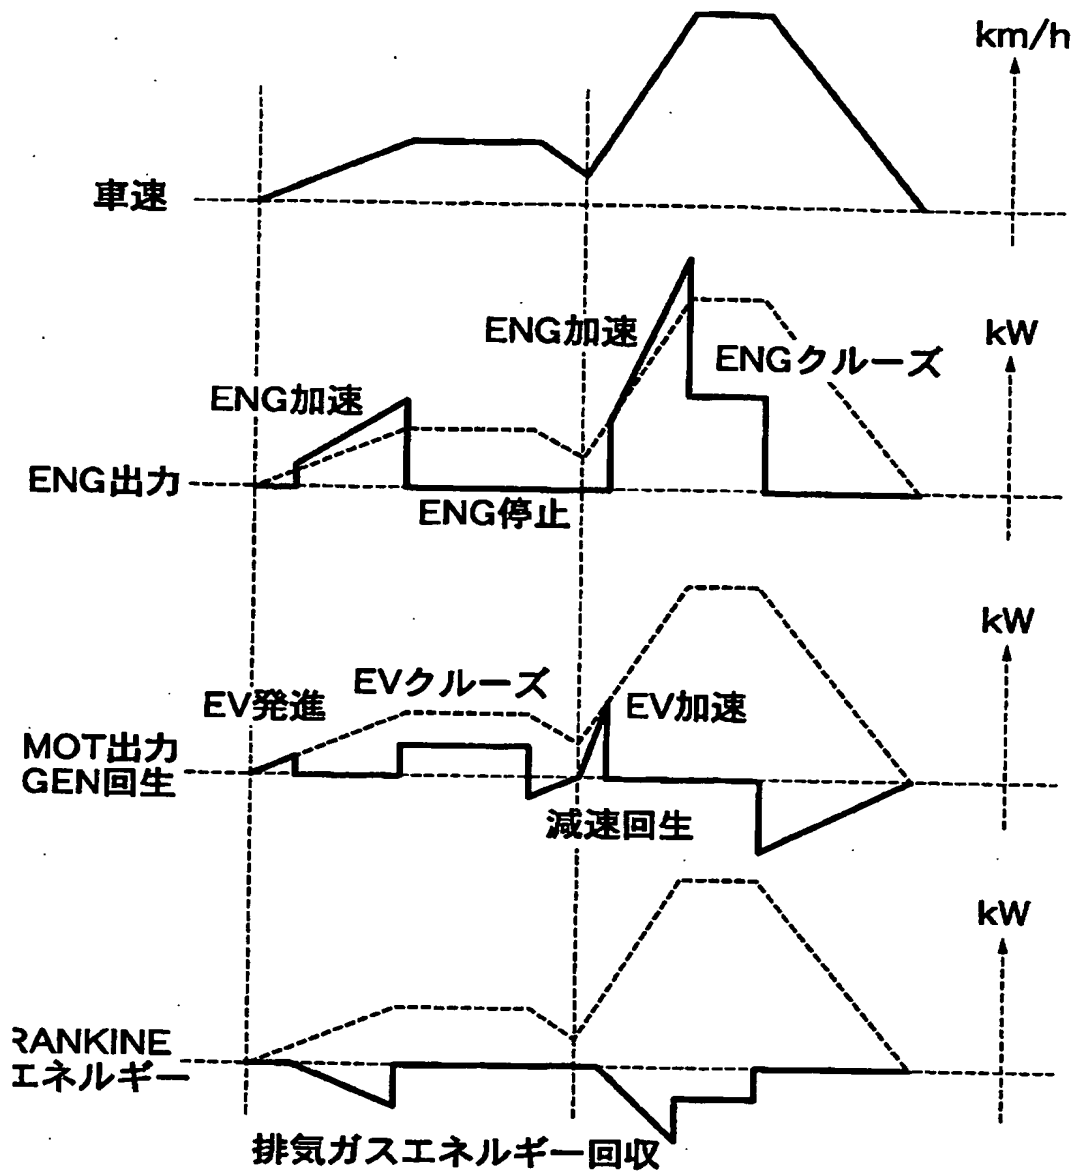 km/h
車速
ENG加速
kW
ENGクルーズ
ENG加速
ENG出力
ENG停止
kW
EVクルーズ
EV発進
EV加速
MOT出力
GEN回生
減速回生
kW
RANKINE
エネルギー
排気ガスエネルギー回収